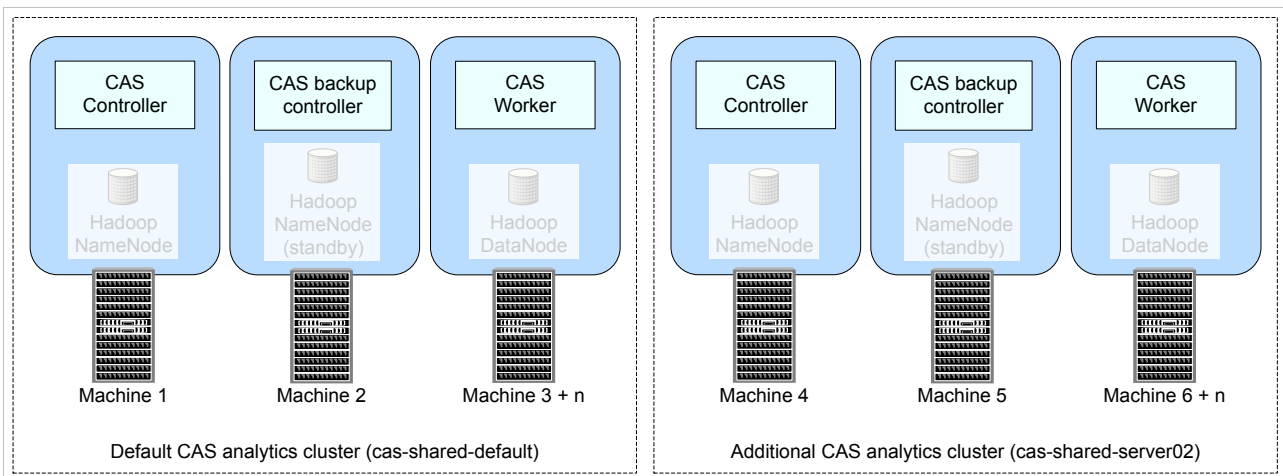 CAS
Controller
Hadoop
NameNode
Machine 1
CAS backup
controller
Hadoop
NameNode
(standby)
Machine 2
CAS
Worker
Hadoop
DataNode
Machine 3 + n
Default CAS analytics cluster (cas-shared-default)
CAS
Controller
Hadoop
NameNode
Machine 4
CAS backup
controller
Hadoop
NameNode
(standby)
Machine 5
CAS
Worker
Hadoop
DataNode
Machine 6 + n
Additional CAS analytics cluster (cas-shared-server02)